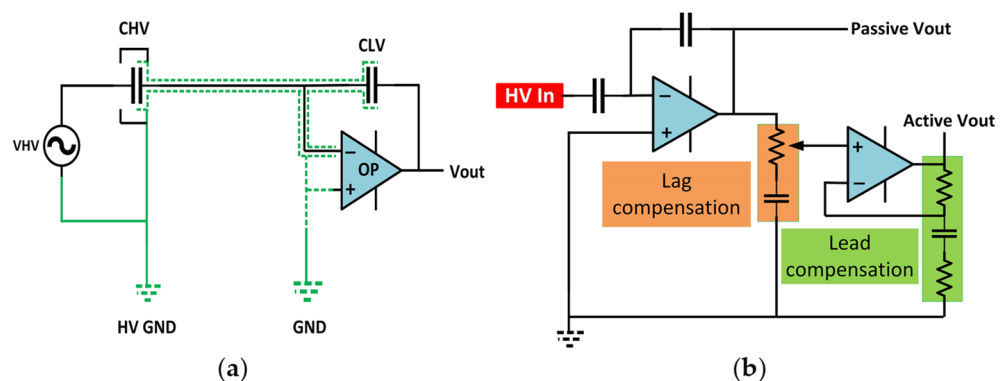 CHV
CLV
VHV
−
+
OP
Vout
HV GND
GND
(a)
Passive Vout
HV In
−
+
Active Vout
+
−
Lag
compensation
Lead
compensation
(b)